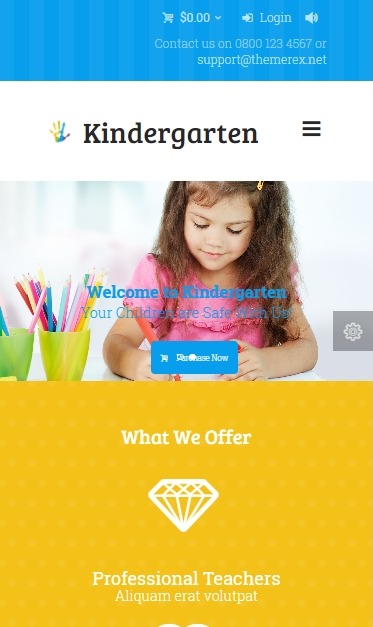 $0.00 Login
Contact us on 0800 123 4567 or
support@themerex.net
Kindergarten
Welcome to Kindergarten
Your Children are Safe With Us!
Purchase Now
What We Offer
Professional Teachers
Aliquam erat volutpat